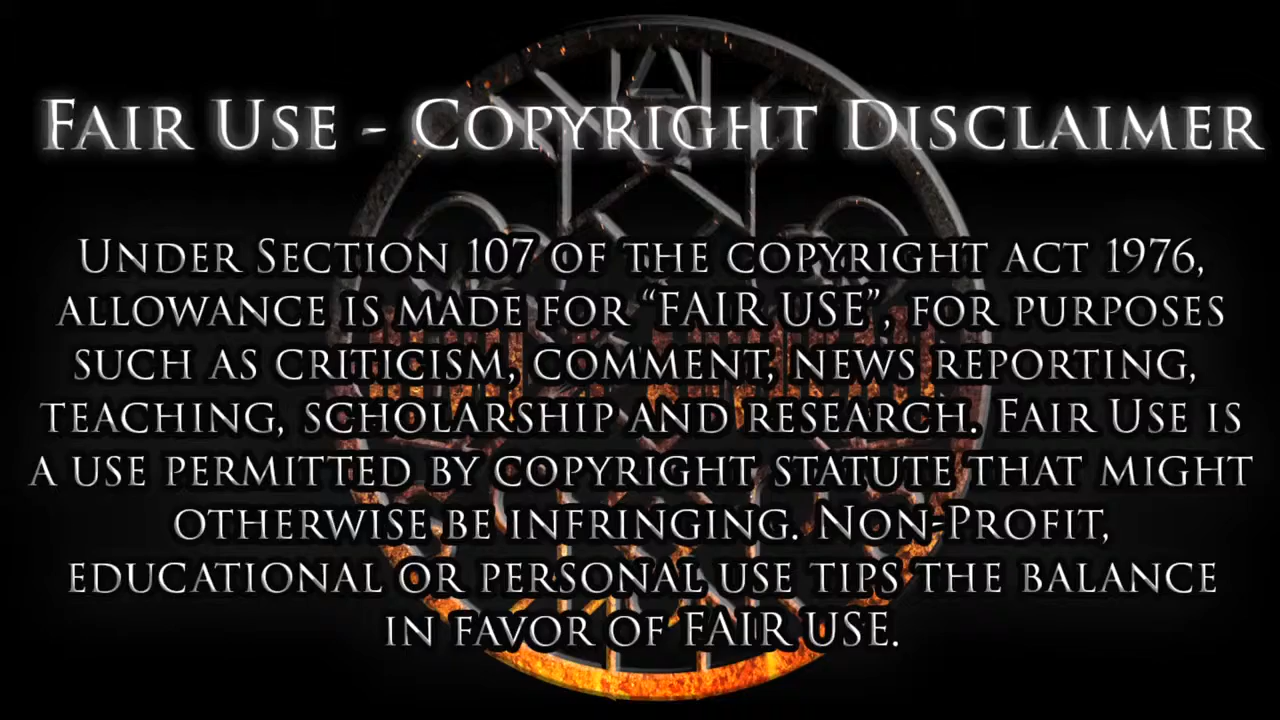 Fair Use - Copyright Disclaimer
Under Section 107 of the copyright act 1976,
allowance is made for “FAIR USE”, for purposes
such as criticism, comment, news reporting,
teaching, scholarship and research. Fair Use is
a use permitted by copyright statute that might
otherwise be infringing. Non-Profit,
educational or personal use tips the balance
in favor of FAIR USE.